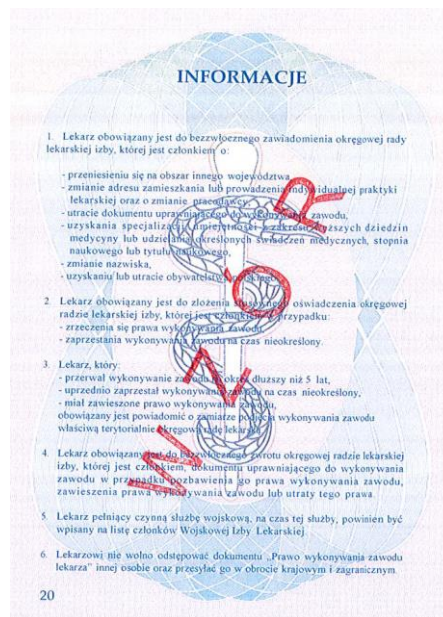 INFORMACJE
1. Lekarz obowiązany jest do bezzwłocznego zawiadomienia okręgowej rady
lekarskiej izby, której jest członkiem o:
- przeniesieniu się na obszar innego województwa,
- zmianie adresu zamieszkania lub prowadzenia indywidualnej praktyki
lekarskiej oraz o zmianie pracodawcy,
- utracie dokumentu uprawniającego do wykonywania zawodu,
- uzyskania specjalizacji, umiejętności z zakresu węższych dziedzin
medycyny lub udzielania określonych świadczeń medycznych, stopnia
naukowego lub tytułu naukowego,
- zmianie nazwiska,
- uzyskaniu lub utracie obywatelstwa polskiego.
2. Lekarz obowiązany jest do złożenia stosownego oświadczenia okręgowej
radzie lekarskiej izby, której jest członkiem w przypadku:
- zrzeczenia się prawa wykonywania zawodu,
- zaprzestania wykonywania zawodu na czas nieokreślony.
3. Lekarz, który:
- przerwał wykonywanie zawodu na okres dłuższy niż 5 lat,
- uprzednio zaprzestał wykonywania zawodu na czas nieokreślony,
- miał zawieszone prawo wykonywania zawodu,
obowiązany jest powiadomić o zamiarze podjęcia wykonywania zawodu
właściwą terytorialnie okręgową radę lekarską.
4. Lekarz obowiązany jest do bezzwłocznego zwrotu okręgowej radzie lekarskiej
izby, której jest członkiem, dokumentu uprawniającego do wykonywania
zawodu w przypadku pozbawienia go prawa wykonywania zawodu,
zawieszenia prawa wykonywania zawodu lub utraty tego prawa.
5. Lekarz pełniący czynną służbę wojskową, na czas tej służby, powinien być
wpisany na listę członków Wojskowej Izby Lekarskiej.
6. Lekarzowi nie wolno odstępować dokumentu „Prawo wykonywania zawodu
lekarza" innej osobie oraz przesyłać go w obrocie krajowym i zagranicznym.
WZÓR
20